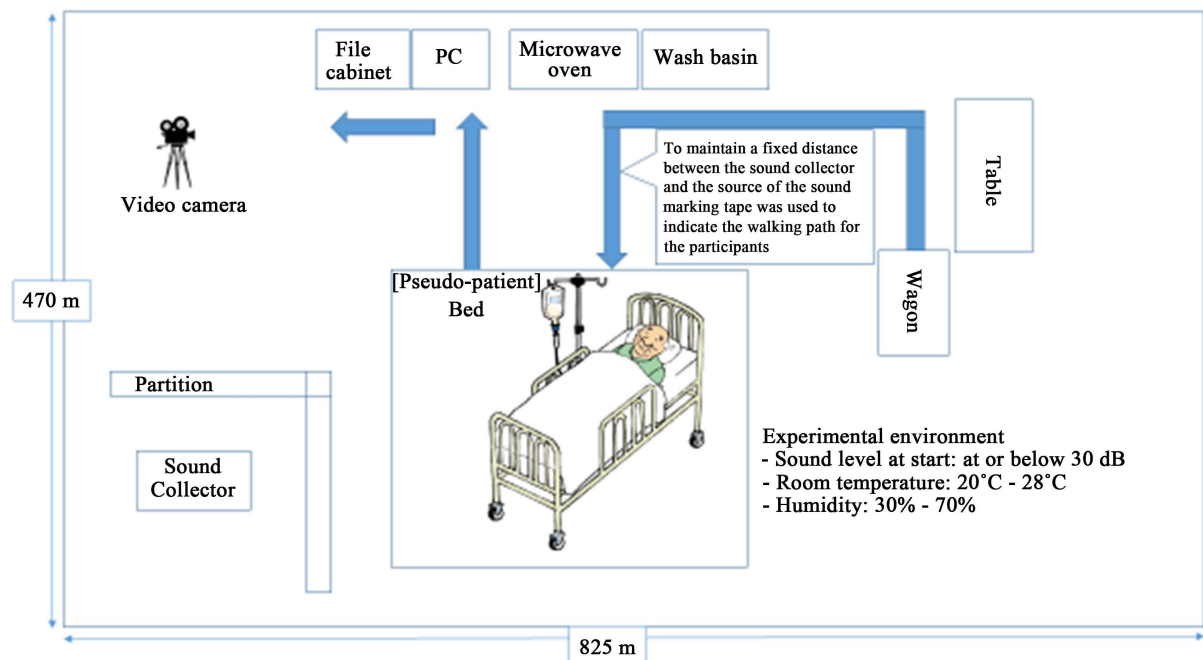 File
cabinet
PC
Microwave
oven
Wash basin
Video camera
To maintain a fixed distance
between the sound collector
and the source of the sound
marking tape was used to
indicate the walking path for
the participants
Table
Wagon
[Pseudo-patient]
Bed
470 m
Partition
Sound
Collector
Experimental environment
- Sound level at start: at or below 30 dB
- Room temperature: 20˚C - 28˚C
- Humidity: 30% - 70%
825 m